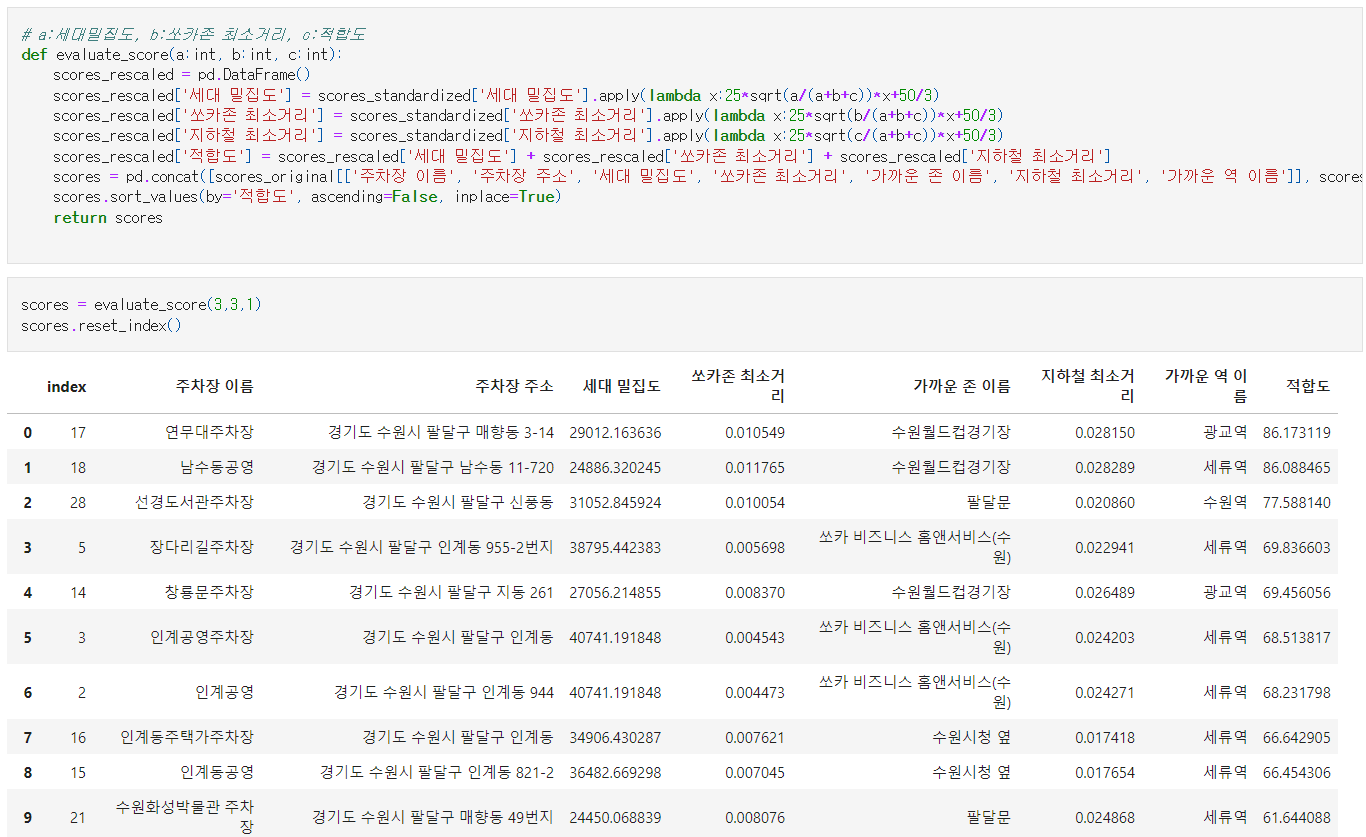 # a:세대밀집도, b:쏘카존 최소거리, c:적합도
def evaluate_score(a:int, b:int, c:int):
    scores_rescaled = pd.DataFrame()
    scores_rescaled['세대 밀집도'] = scores_standardized['세대 밀집도'].apply(lambda x:25*sqrt(a/(a+b+c))*x+50/3)
    scores_rescaled['쏘카존 최소거리'] = scores_standardized['쏘카존 최소거리'].apply(lambda x:25*sqrt(b/(a+b+c))*x+50/3)
    scores_rescaled['지하철 최소거리'] = scores_standardized['지하철 최소거리'].apply(lambda x:25*sqrt(c/(a+b+c))*x+50/3)
    scores_rescaled['적합도'] = scores_rescaled['세대 밀집도'] + scores_rescaled['쏘카존 최소거리'] + scores_rescaled['지하철 최소거리']
    scores = pd.concat([scores_original[['주차장 이름', '주차장 주소', '세대 밀집도', '쏘카존 최소거리', '가까운 존 이름', '지하철 최소거리', '가까운 역 이름']], scores
    scores.sort_values(by='적합도', ascending=False, inplace=True)
    return scores
scores = evaluate_score(3,3,1)
scores.reset_index()
index 주차장 이름 주차장 주소 세대 밀집도 쏘카존 최소거리 가까운 존 이름 지하철 최소거리 가까운 역 이름 적합도
0 17 연무대주차장 경기도 수원시 팔달구 매향동 3-14 29012.163636 0.010549 수원월드컵경기장 0.028150 광교역 86.173119
1 18 남수동공영 경기도 수원시 팔달구 남수동 11-720 24886.320245 0.011765 수원월드컵경기장 0.028289 세류역 86.088465
2 28 선경도서관주차장 경기도 수원시 팔달구 신풍동 31052.845924 0.010054 팔달문 0.020860 수원역 77.588140
3 5 장다리길주차장 경기도 수원시 팔달구 인계동 955-2번지 38795.442383 0.005698 쏘카 비즈니스 홈앤서비스(수원) 0.022941 세류역 69.836603
4 14 창룡문주차장 경기도 수원시 팔달구 지동 261 27056.214855 0.008370 수원월드컵경기장 0.026489 광교역 69.456056
5 3 인계공영주차장 경기도 수원시 팔달구 인계동 40741.191848 0.004543 쏘카 비즈니스 홈앤서비스(수원) 0.024203 세류역 68.513817
6 2 인계공영 경기도 수원시 팔달구 인계동 944 40741.191848 0.004473 쏘카 비즈니스 홈앤서비스(수원) 0.024271 세류역 68.231798
7 16 인계동주택가주차장 경기도 수원시 팔달구 인계동 34906.430287 0.007621 수원시청 옆 0.017418 세류역 66.642905
8 15 인계동공영 경기도 수원시 팔달구 인계동 821-2 36482.669298 0.007045 수원시청 옆 0.017654 세류역 66.454306
9 21 수원화성박물관 주차장 경기도 수원시 팔달구 매향동 49번지 24450.068839 0.008076 팔달문 0.024868 세류역 61.644088